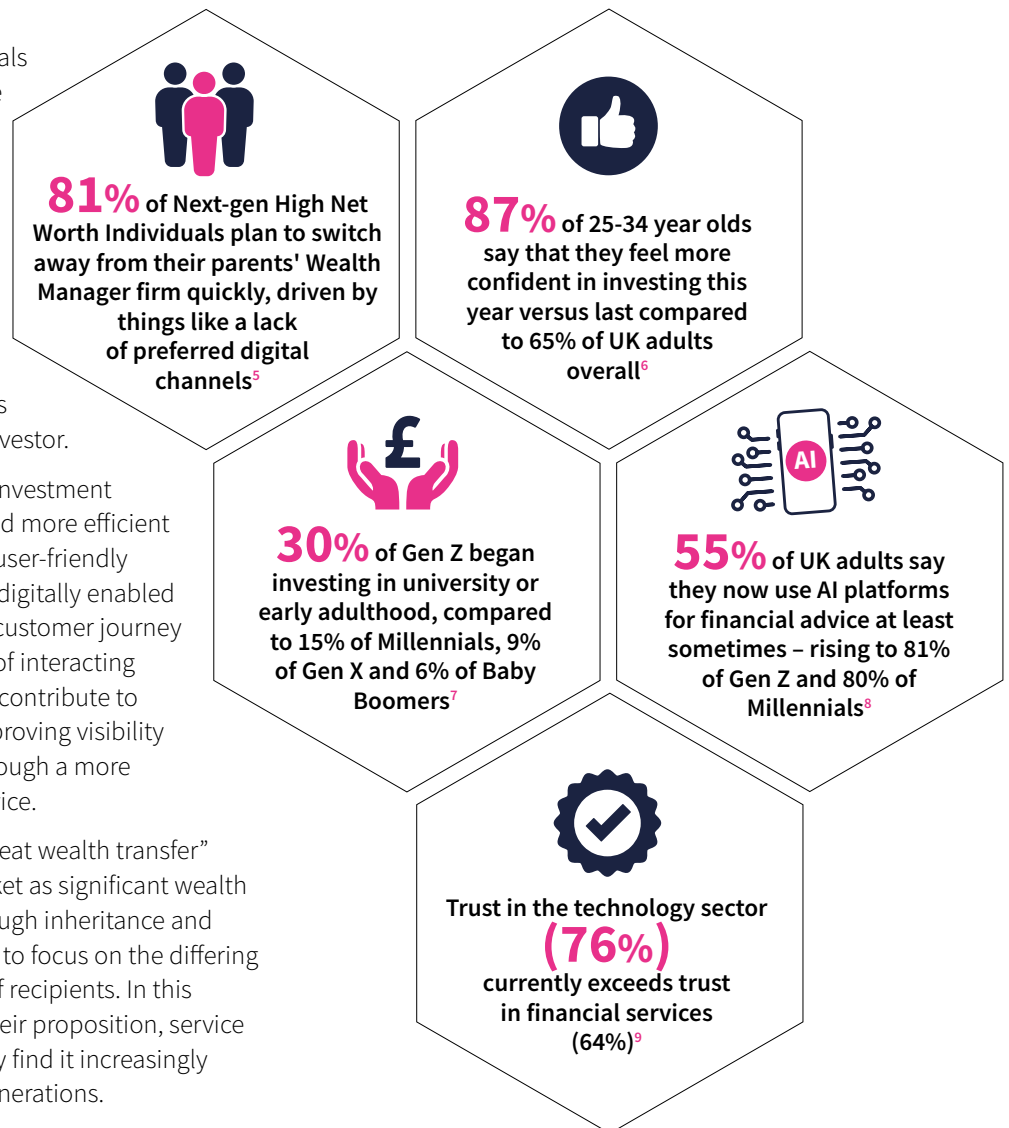 als
81% of Next-gen High Net
Worth Individuals plan to switch
away from their parents' Wealth
Manager firm quickly, driven by
things like a lack
of preferred digital
channels5
87% of 25-34 year olds
say that they feel more
confident in investing this
year versus last compared
to 65% of UK adults
overall6
vestor.
nvestment
d more efficient
user-friendly
digitally enabled
customer journey
of interacting
contribute to
proving visibility
ough a more
ice.
eat wealth transfer”
ket as significant wealth
ugh inheritance and
to focus on the differing
f recipients. In this
eir proposition, service
y find it increasingly
nerations.
£
30% of Gen Z began
investing in university or
early adulthood, compared
to 15% of Millennials, 9%
of Gen X and 6% of Baby
Boomers7
AI
55% of UK adults say
they now use AI platforms
for financial advice at least
sometimes – rising to 81%
of Gen Z and 80% of
Millennials8
Trust in the technology sector
(76%)
currently exceeds trust
in financial services
(64%)9